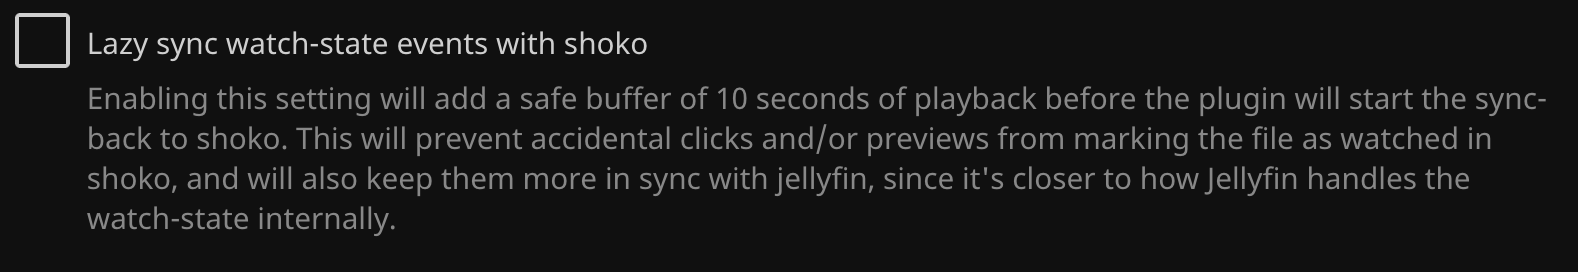 Lazy sync watch-state events with shoko
Enabling this setting will add a safe buffer of 10 seconds of playback before the plugin will start the sync-
back to shoko. This will prevent accidental clicks and/or previews from marking the file as watched in
shoko, and will also keep them more in sync with jellyfin, since it's closer to how Jellyfin handles the
watch-state internally.